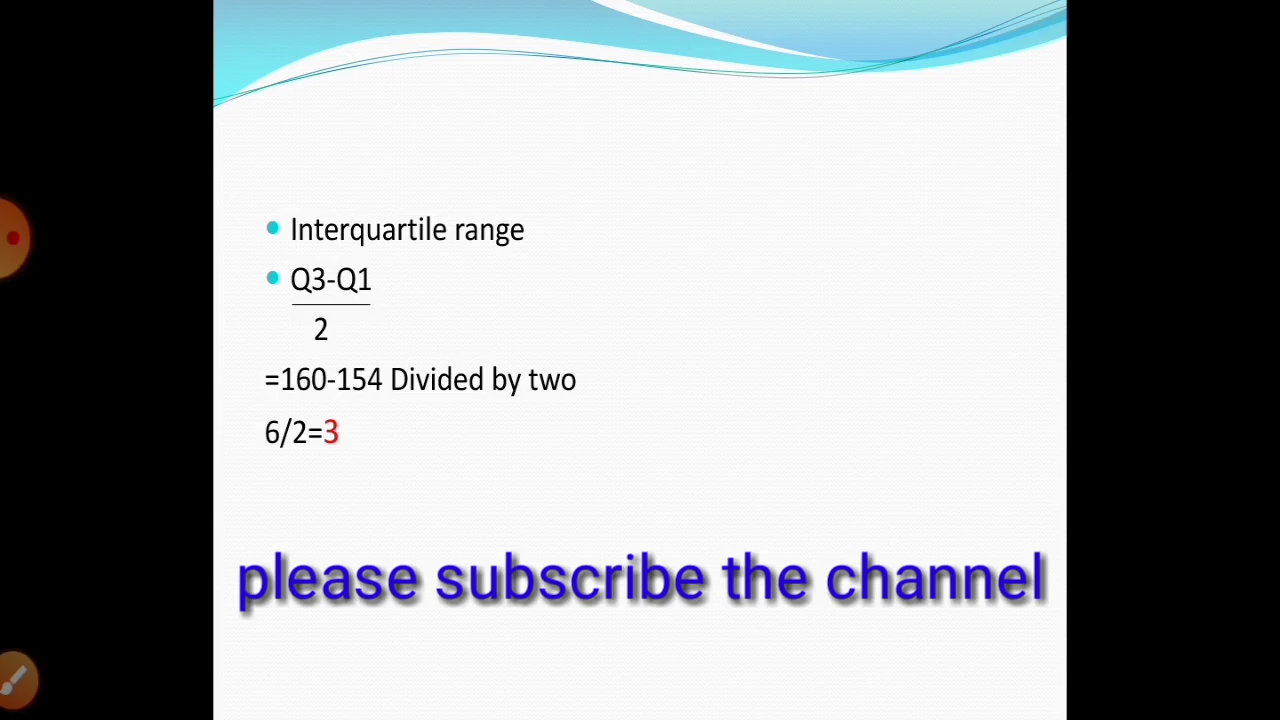 Interquartile range
Q3-Q1
2
=160-154 Divided by two
6/2=3
please subscribe the channel